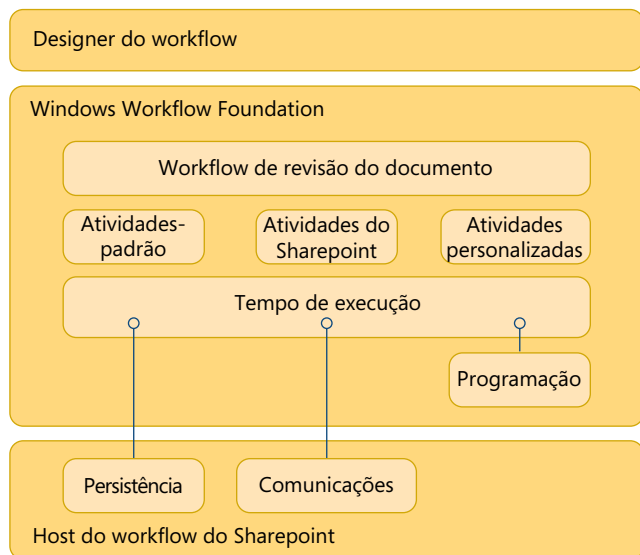 Designer do workflow
Windows Workflow Foundation
Workflow de revisão do documento
Atividades-
padrão
Atividades do
Sharepoint
Atividades
personalizadas
Tempo de execução
Programação
Persistência
Comunicações
Host do workflow do Sharepoint